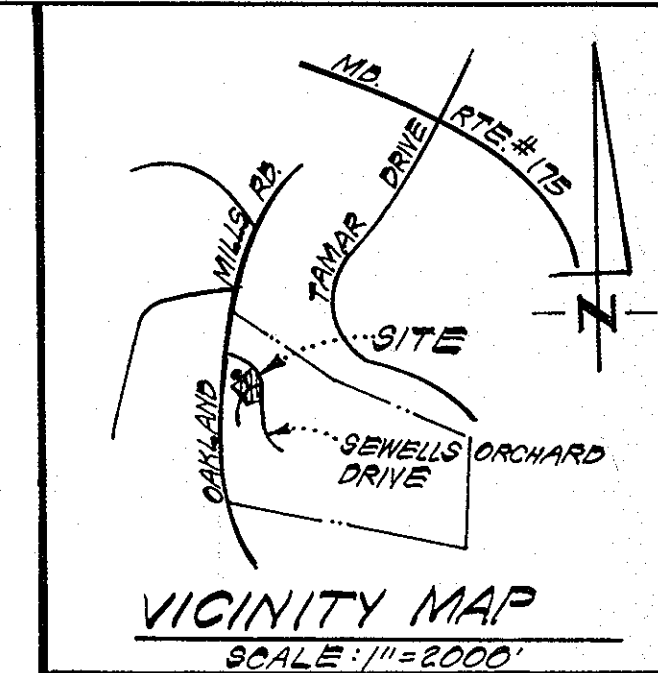 MD. RTE. #175
TAMAR DRIVE
OAKLAND MILLS RD.
N
SITE
SEWELLS ORCHARD
DRIVE
VICINITY MAP
SCALE: 1"=2000'